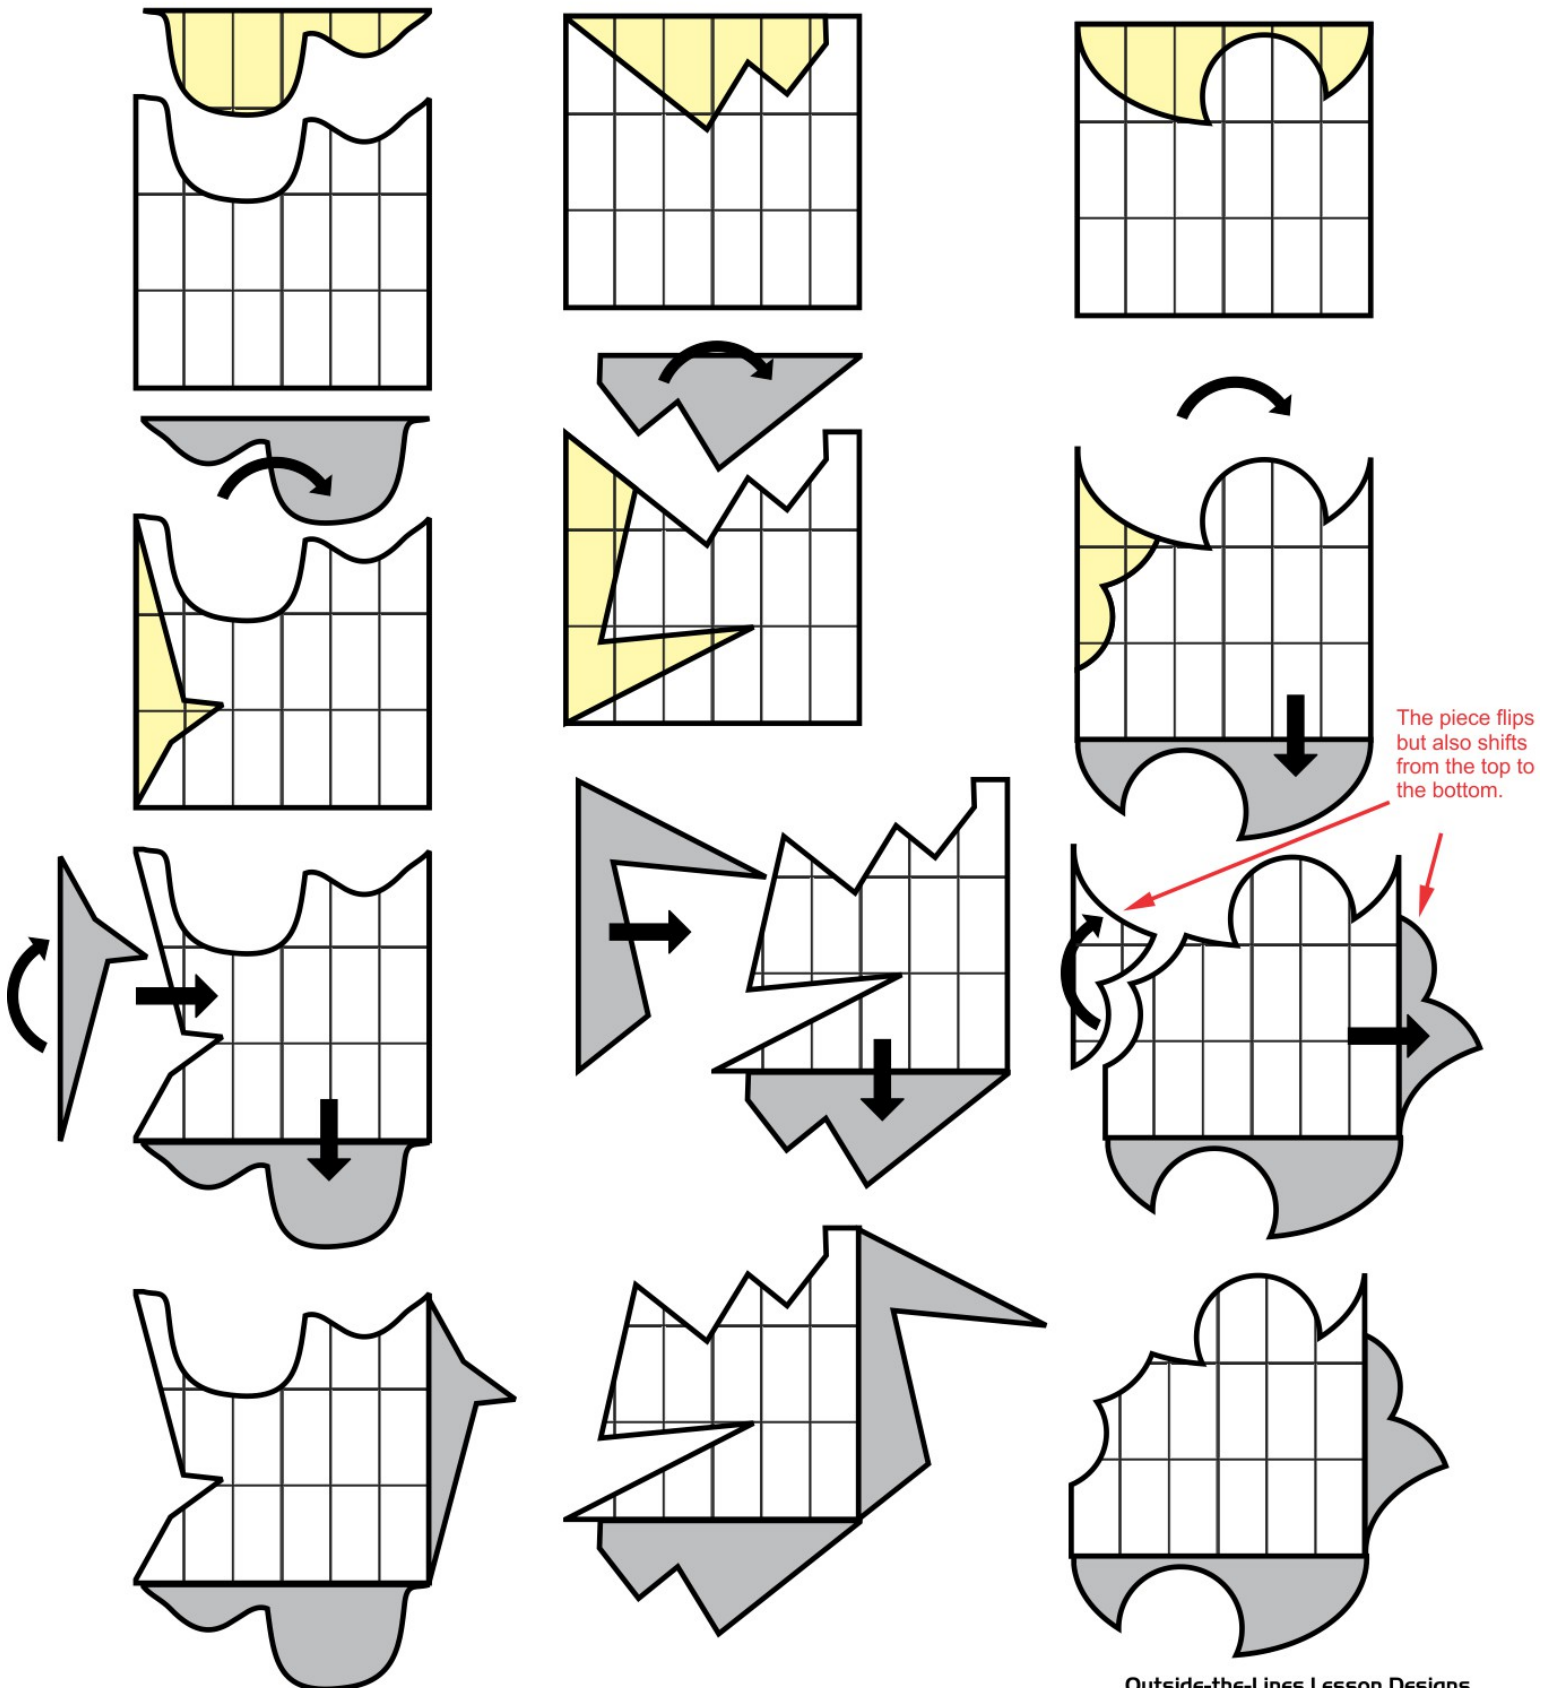 The piece flips
but also shifts
from the top to
the bottom.
Outside-the-Lines Lesson Designs